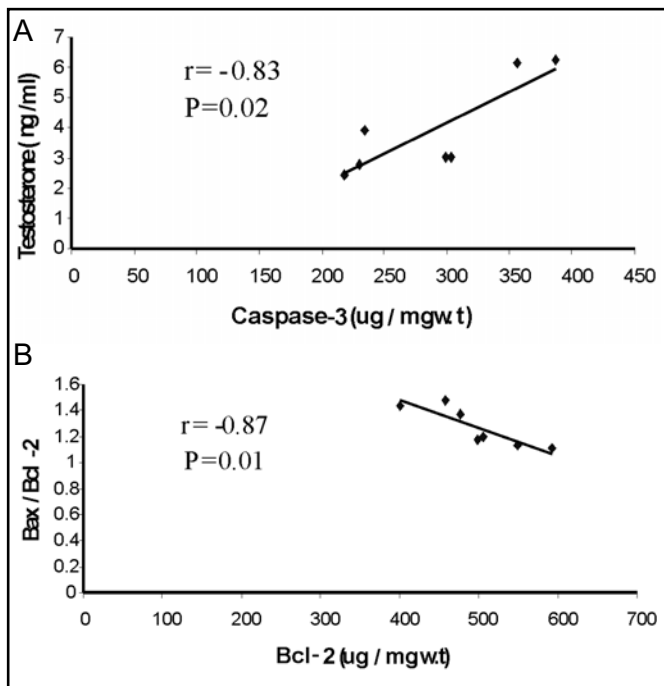 A
Testosterone( ng /ml)
7
6
5
4
3
2
1
0
r= -0.83
P=0.02
0 50 100 150 200 250 300 350 400 450
Caspase-3(ug / mgw.t)
B
Bax / Bcl -2
1.6
1.4
1.2
1
0.8
0.6
0.4
0.2
0
r= -0.87
P=0.01
0 100 200 300 400 500 600 700
Bcl- 2 (ug / mgw.t)